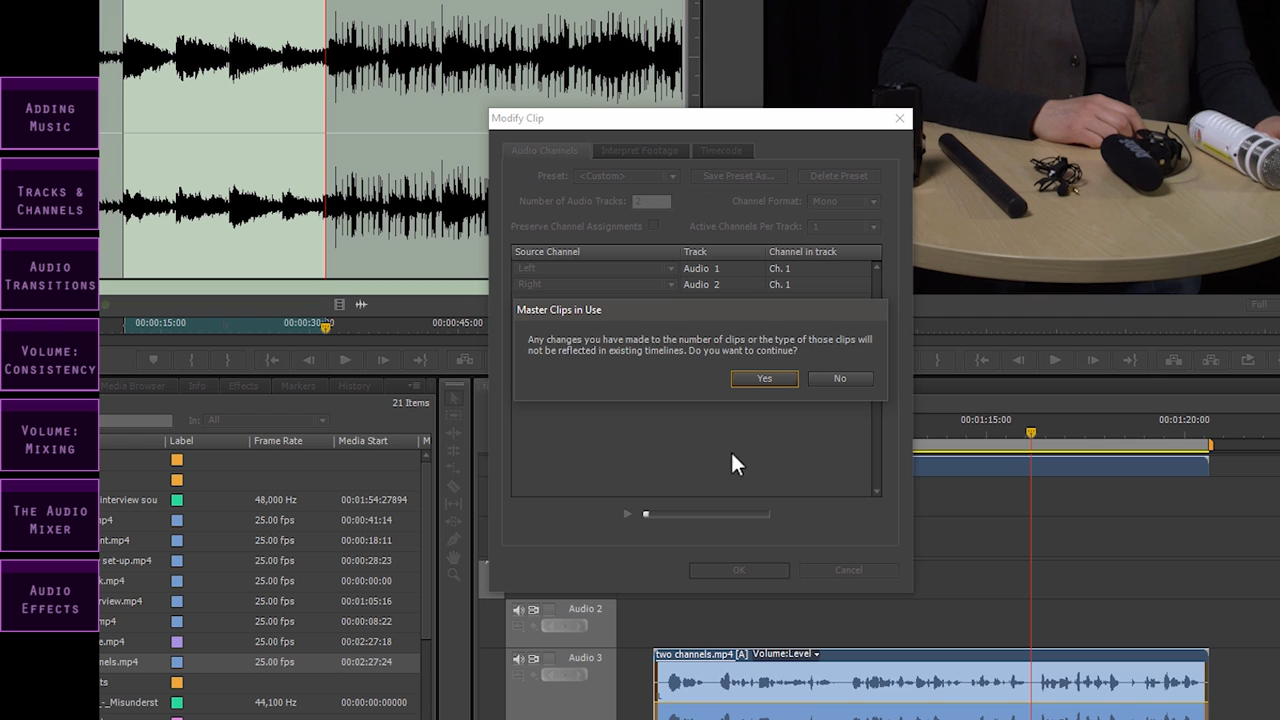 ADDING
MUSIC
TRACKS &
CHANNELS
AUDIO
TRANSITIONS
VOLUME:
CONSISTENCY
VOLUME:
MIXING
THE AUDIO
MIXER
AUDIO
EFFECTS
00:00:15:00
00:00:45:00
Media Browser Info Effects Markers History
21 Items
In: All
Label Frame Rate Media Start M
interview sou 48,000 Hz 00:01:54:27894
mp4 25.00 fps 00:00:41:14
nt.mp4 25.00 fps 00:00:18:11
set-up.mp4 25.00 fps 00:00:28:23
k.mp4 25.00 fps 00:00:00:00
rview.mp4 25.00 fps 00:01:05:16
mp4 25.00 fps 00:00:08:22
e.mp4 25.00 fps 00:02:27:18
nels.mp4 25.00 fps 00:02:27:24
ts
_-_Misunderst 44,100 Hz 00:00:00:00000
Modify Clip
Audio Channels Interpret Footage Timecode
Preset: <Custom> Save Preset As... Delete Preset
Number of Audio Tracks: 2 Channel Format: Mono
Preserve Channel Assignments Active Channels Per Track: 1
Source Channel Track Channel in track
Left Audio 1 Ch. 1
Right Audio 2 Ch. 1
Master Clips in Use
Any changes you have made to the number of clips or the type of those clips will
not be reflected in existing timelines. Do you want to continue?
Yes No
OK Cancel
Full
00:01:15:00 00:01:20:00
Audio 2
Audio 3
two channels.mp4 [A] Volume:Level